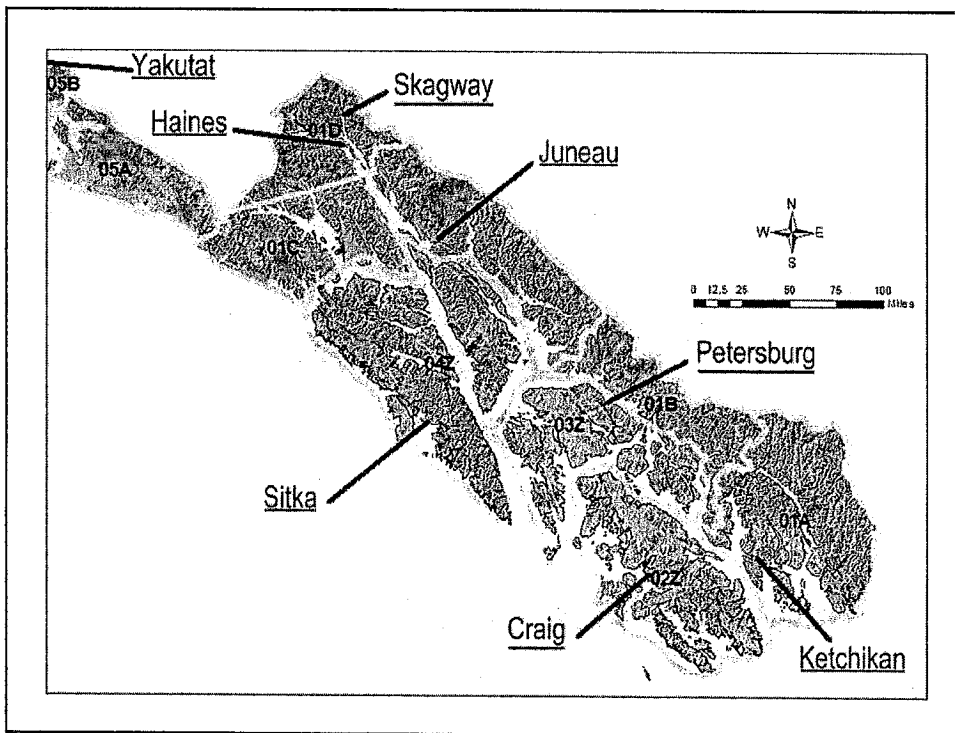 Yakutat
05B
Skagway
01D
Haines
Juneau
05A
N
W E
S
01C
0 12.5 25 50 75 100
Miles
04Z
Petersburg
01B
03Z
Sitka
01A
02Z
Craig
Ketchikan